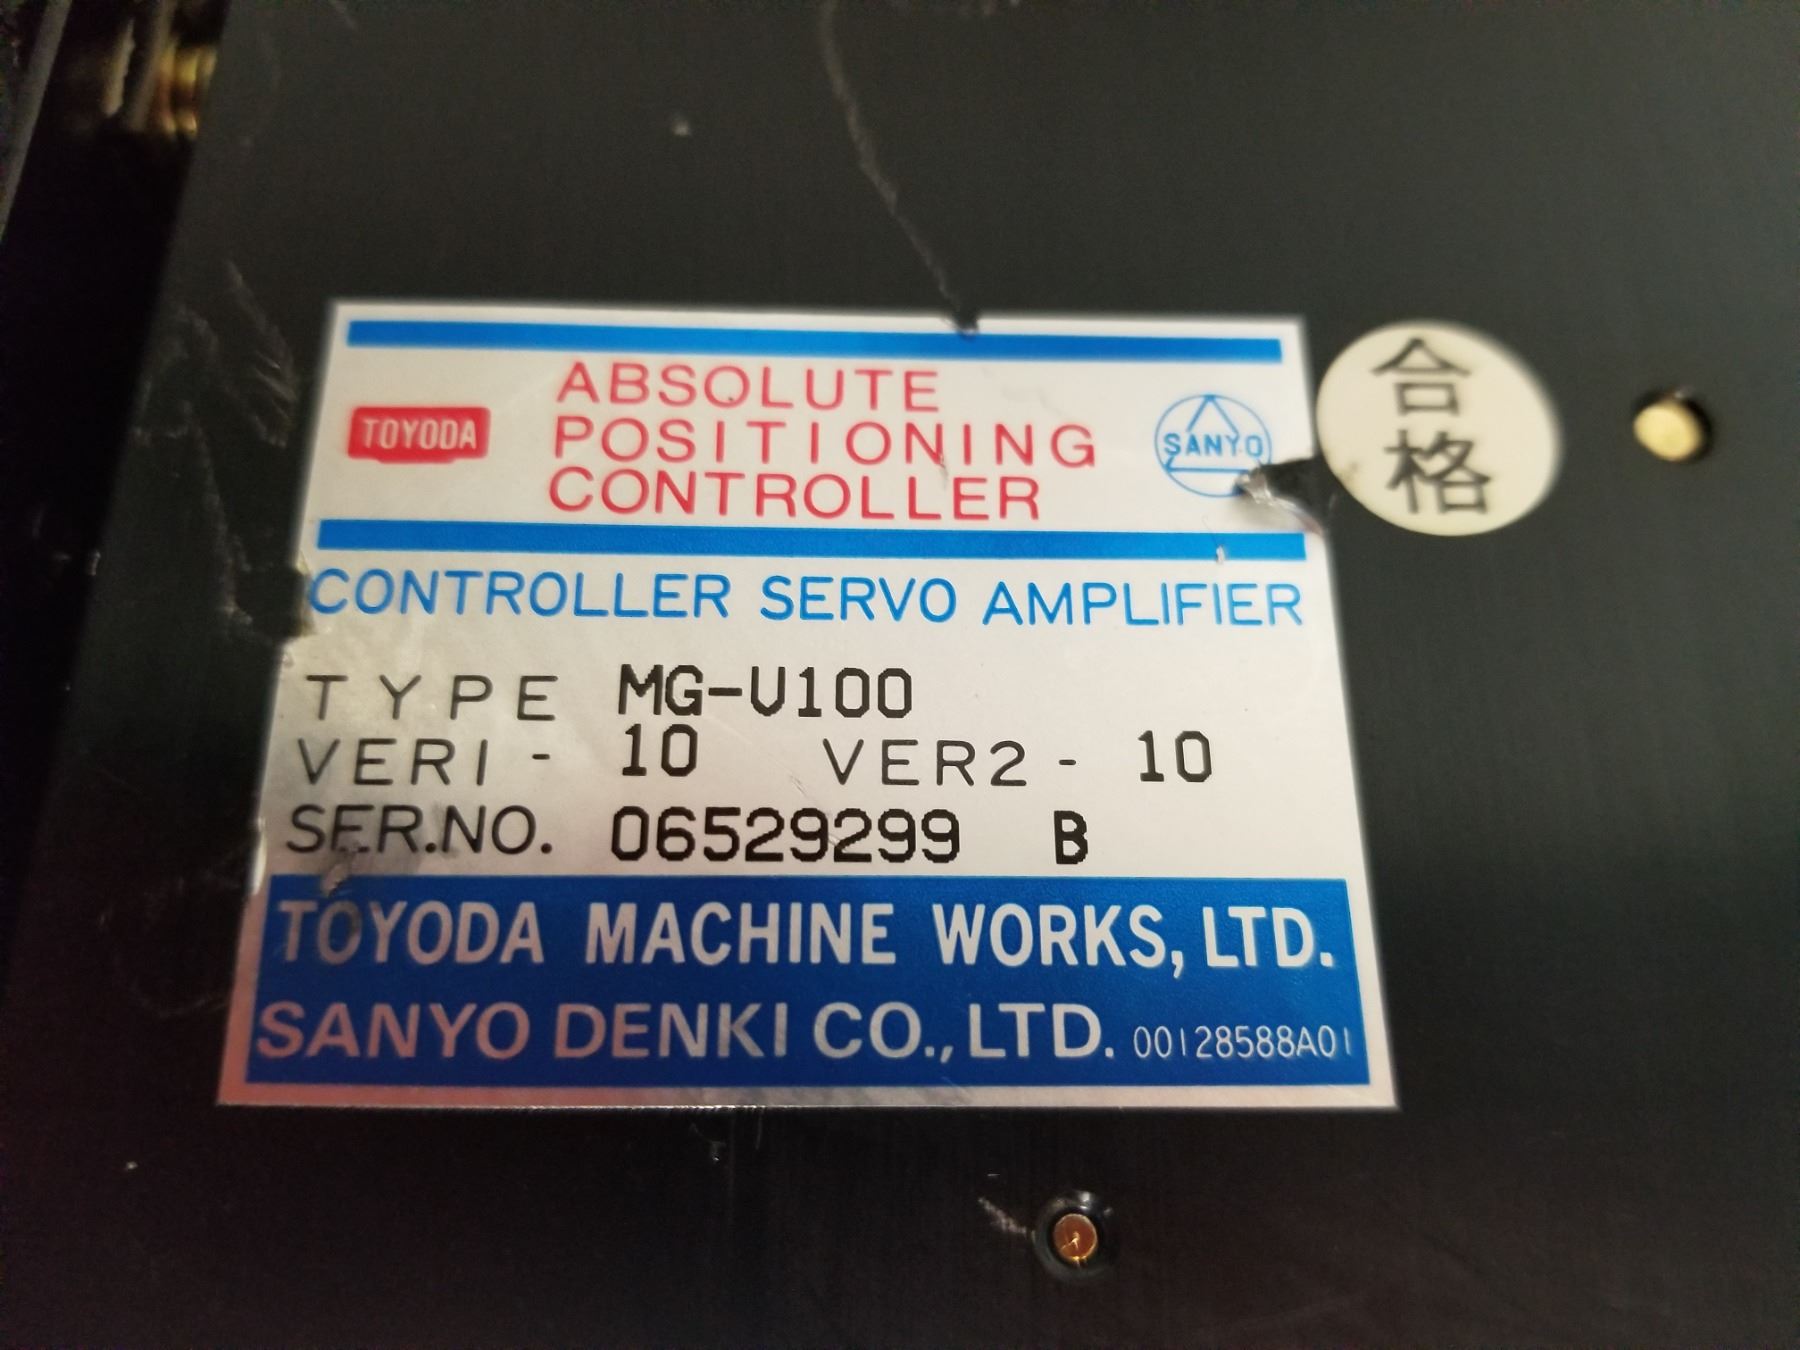 TOYODA
ABSOLUTE
POSITIONING
CONTROLLER
SANYO
合格
CONTROLLER SERVO AMPLIFIER
TYPE MG-V100
VER1 - 10 VER2 - 10
SER.NO. 06529299 B
TOYODA MACHINE WORKS, LTD.
SANYO DENKI CO., LTD. 00128588A01